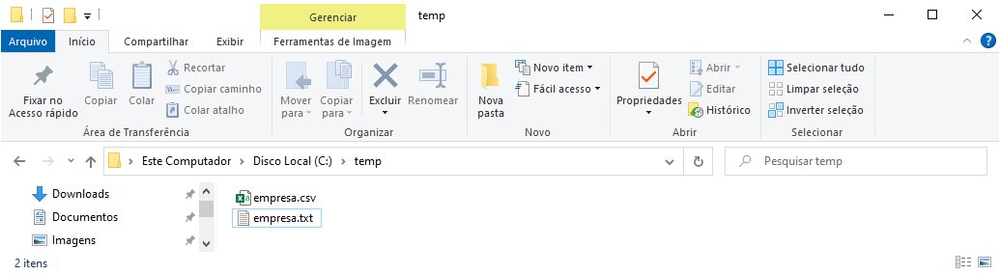 Gerenciar
temp
Arquivo
Início
Compartilhar
Exibir
Ferramentas de Imagem
Fixar no
Acesso rápido
Copiar
Colar
Recortar
Copiar caminho
Colar atalho
Área de Transferência
Mover
para
Copiar
para
Excluir
Renomear
Organizar
Nova
pasta
Novo item
Fácil acesso
Novo
Propriedades
Abrir
Editar
Histórico
Abrir
Selecionar tudo
Limpar seleção
Inverter seleção
Selecionar
Este Computador
Disco Local (C:)
temp
Pesquisar temp
Downloads
Documentos
Imagens
empresa.csv
empresa.txt
2 itens